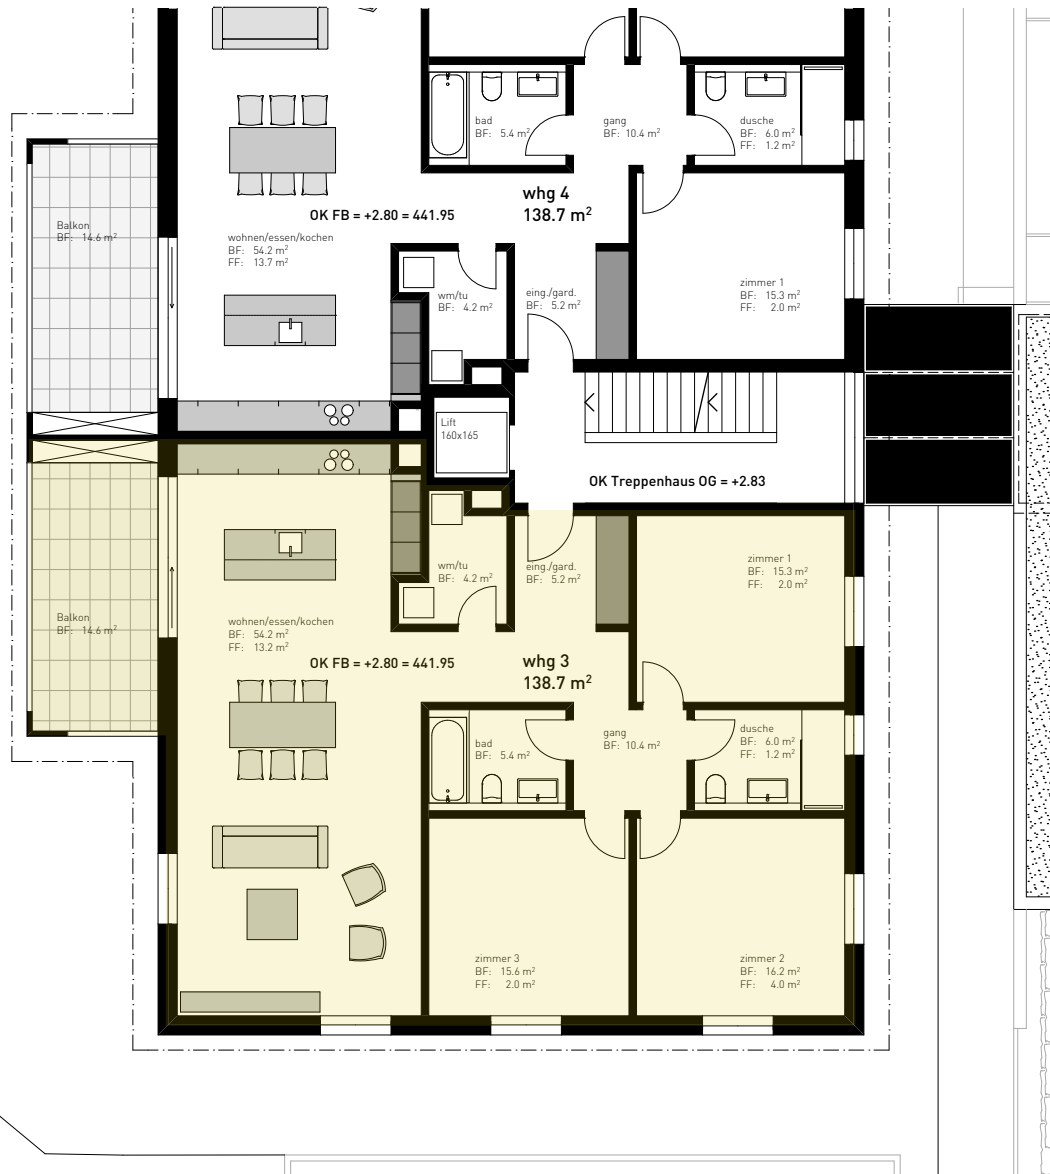 bad
BF: 5.4 m²
gang
BF: 10.4 m²
dusche
BF: 6.0 m²
FF: 1.2 m²
whg 4
138.7 m²
OK FB = +2.80 = 441.95
Balkon
BF: 14.6 m²
wohnen/essen/kochen
BF: 54.2 m²
FF: 13.7 m²
wm/tu
BF: 4.2 m²
eing./gard.
BF: 5.2 m²
zimmer 1
BF: 15.3 m²
FF: 2.0 m²
Lift
160x165
OK Treppenhaus OG = +2.83
wm/tu
BF: 4.2 m²
eing./gard.
BF: 5.2 m²
zimmer 1
BF: 15.3 m²
FF: 2.0 m²
Balkon
BF: 14.6 m²
wohnen/essen/kochen
BF: 54.2 m²
FF: 13.2 m²
OK FB = +2.80 = 441.95
whg 3
138.7 m²
bad
BF: 5.4 m²
gang
BF: 10.4 m²
dusche
BF: 6.0 m²
FF: 1.2 m²
zimmer 3
BF: 15.6 m²
FF: 2.0 m²
zimmer 2
BF: 16.2 m²
FF: 4.0 m²